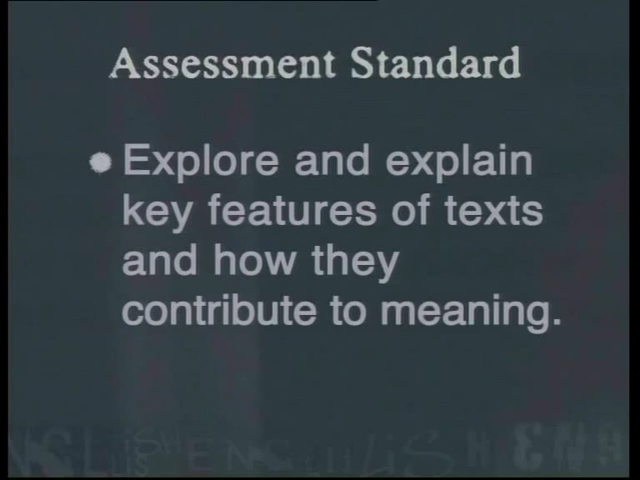 Assessment Standard
Explore and explain
key features of texts
and how they
contribute to meaning.